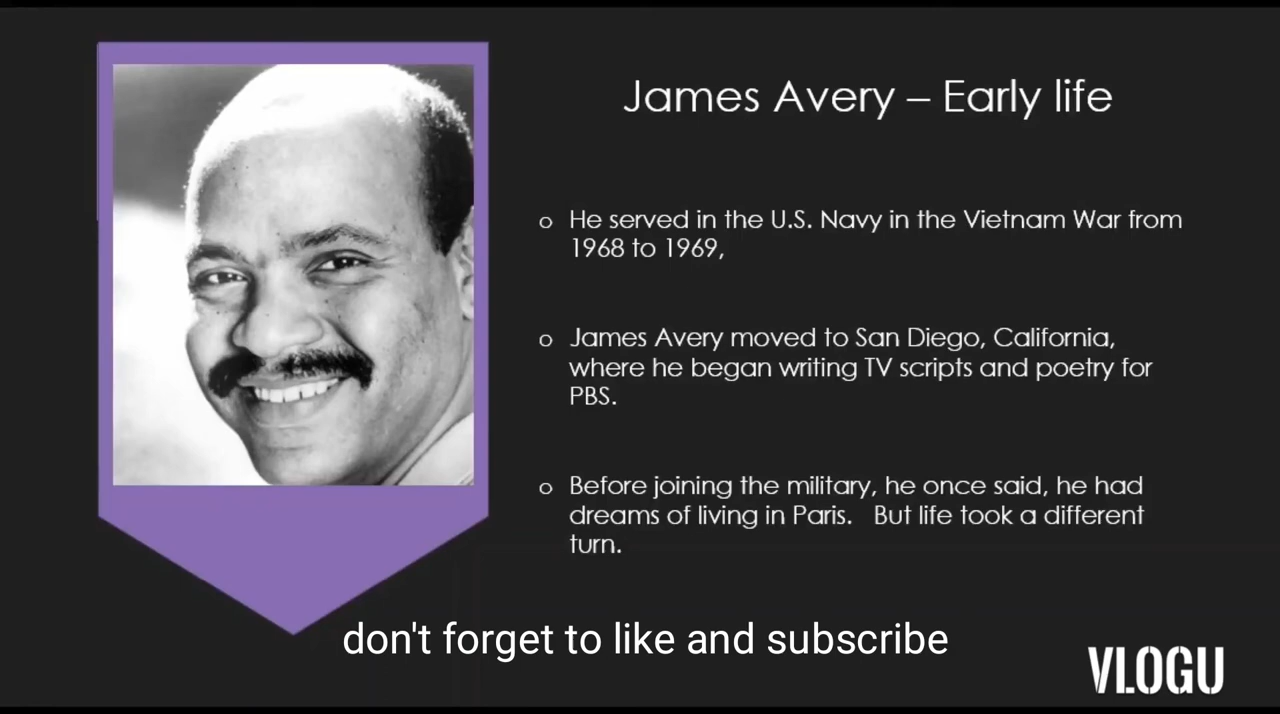 James Avery – Early life
o He served in the U.S. Navy in the Vietnam War from
1968 to 1969,
o James Avery moved to San Diego, California,
where he began writing TV scripts and poetry for
PBS.
o Before joining the military, he once said, he had
dreams of living in Paris.   But life took a different
turn.
don't forget to like and subscribe
VLOGU